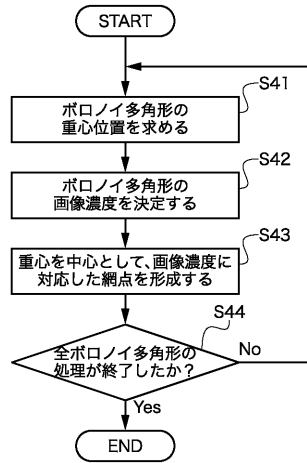 START
S41
ボロノイ多角形の
重心位置を求める
S42
ボロノイ多角形の
画像濃度を決定する
S43
重心を中心として、画像濃度に
対応した網点を形成する
S44
全ボロノイ多角形の
処理が終了したか?
No
Yes
END